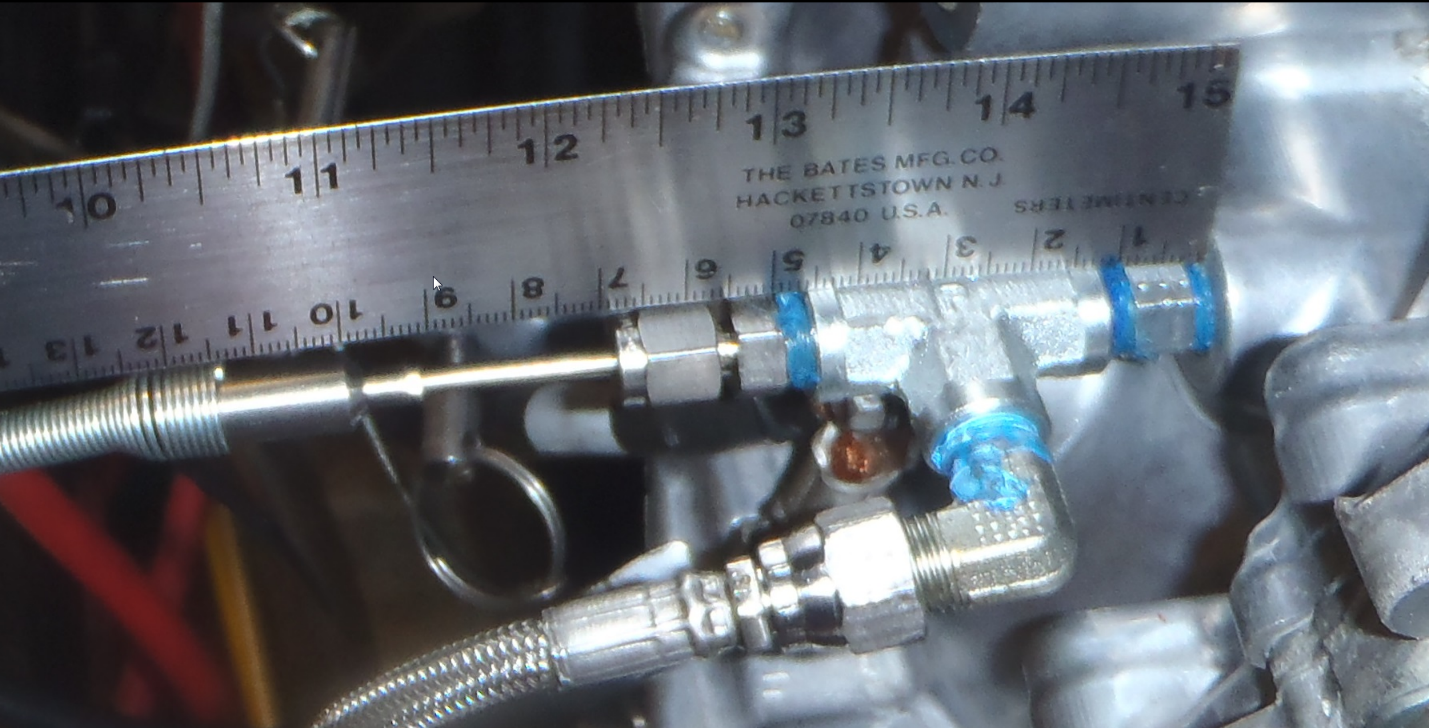 10 11 12 13 14 15
THE BATES MFG. CO.
HACKETTSTOWN N.J.
07840 U.S.A.
CENTIMETERS
1 2 3 4 5 6 7 8 9 10 11 12 13